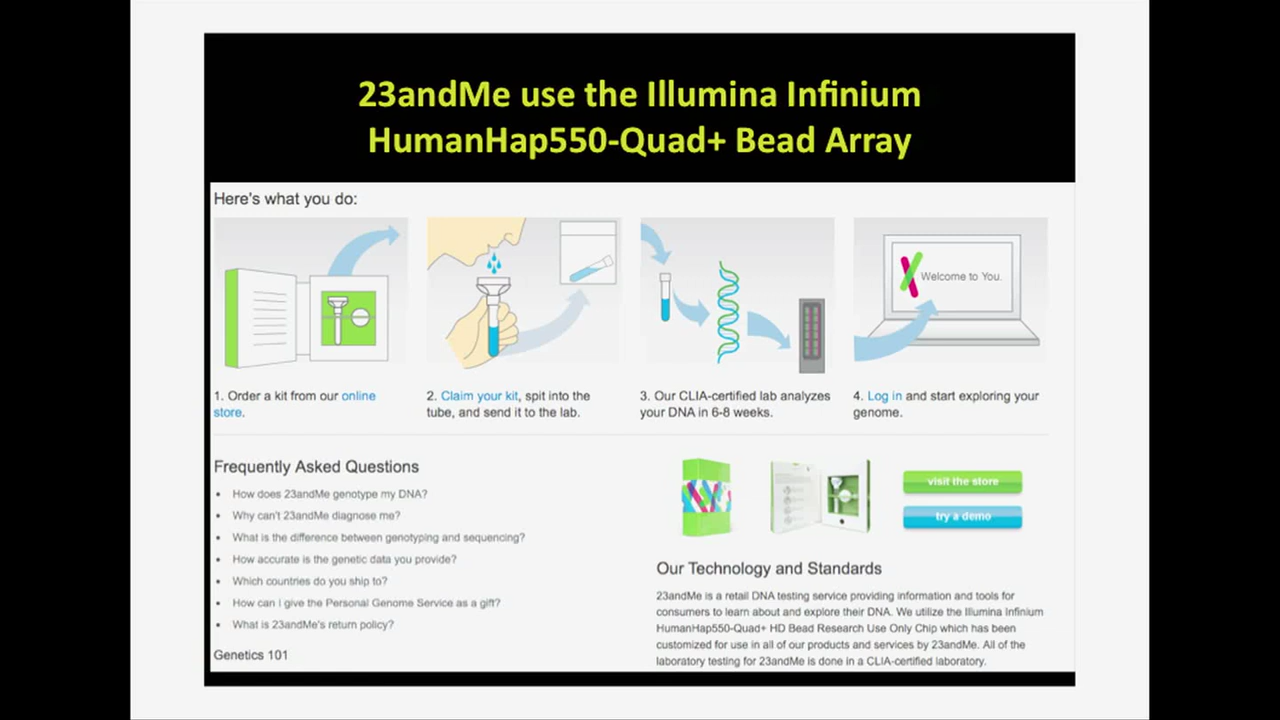 23andMe use the Illumina Infinium
HumanHap550-Quad+ Bead Array
Here's what you do:
Welcome to You.
1. Order a kit from our online
store.
2. Claim your kit, spit into the
tube, and send it to the lab.
3. Our CLIA-certified lab analyzes
your DNA in 6-8 weeks.
4. Log in and start exploring your
genome.
Frequently Asked Questions
• How does 23andMe genotype my DNA?
• Why can't 23andMe diagnose me?
• What is the difference between genotyping and sequencing?
• How accurate is the genetic data you provide?
• Which countries do you ship to?
• How can i give the Personal Genome Service as a gift?
• What is 23andMe's return policy?
Genetics 101
visit the store
try a demo
Our Technology and Standards
23andMe is a retail DNA testing service providing information and tools for
consumers to learn about and explore their DNA. We utilize the Illumina Infinium
HumanHap550-Quad+ HD Bead Research Use Only Chip which has been
customized for use in all of our products and services by 23andMe. All of the
laboratory testing for 23andMe is done in a CLIA-certified laboratory.